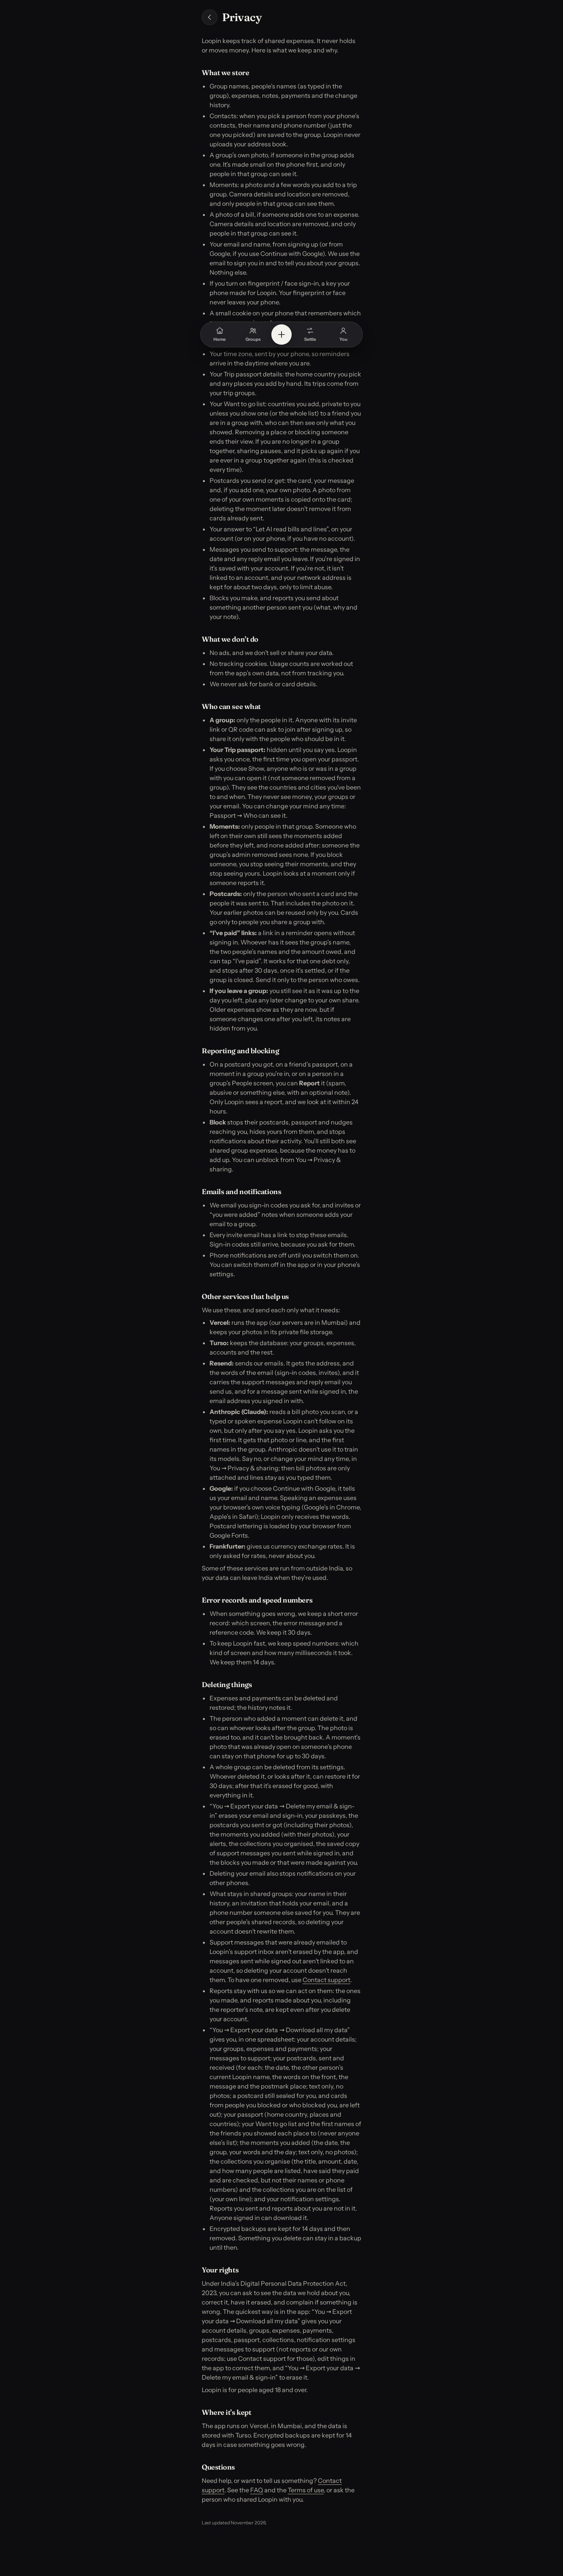 Privacy
Loopin keeps track of shared expenses. It never holds
or moves money. Here is what we keep and why.
What we store
• Group names, people's names (as typed in the
group), expenses, notes, payments and the change
history.
• Contacts: when you pick a person from your phone's
contacts, their name and phone number (just the
one you picked) are saved to the group. Loopin never
uploads your address book.
• A group's own photo, if someone in the group adds
one. It's made small on the phone first, and only
people in that group can see it.
• Moments: a photo and a few words you add to a trip
group. Camera details and location are removed,
and only people in that group can see them.
• A photo of a bill, if someone adds one to an expense.
Camera details and location are removed, and only
people in that group can see it.
• Your email and name, from signing up (or from
Google, if you use Continue with Google). We use the
email to sign you in and to tell you about your groups.
Nothing else.
• If you turn on fingerprint / face sign-in, a key your
phone made for Loopin. Your fingerprint or face
never leaves your phone.
• A small cookie on your phone that remembers which
Home
Groups
Settle
You
• Your time zone, sent by your phone, so reminders
arrive in the daytime where you are.
• Your Trip passport details: the home country you pick
and any places you add by hand. Its trips come from
your trip groups.
• Your Want to go list: countries you add, private to you
unless you show one (or the whole list) to a friend you
are in a group with, who can then see only what you
showed. Removing a place or blocking someone
ends their view. If you are no longer in a group
together, sharing pauses, and it picks up again if you
are ever in a group together again (this is checked
every time).
• Postcards you send or get: the card, your message
and, if you add one, your own photo. A photo from
one of your own moments is copied onto the card;
deleting the moment later doesn't remove it from
cards already sent.
• Your answer to “Let AI read bills and lines”, on your
account (or on your phone, if you have no account).
• Messages you send to support: the message, the
date and any reply email you leave. If you're signed in
it's saved with your account. If you're not, it isn't
linked to an account, and your network address is
kept for about two days, only to limit abuse.
• Blocks you make, and reports you send about
something another person sent you (what, why and
your note).
What we don't do
• No ads, and we don't sell or share your data.
• No tracking cookies. Usage counts are worked out
from the app's own data, not from tracking you.
• We never ask for bank or card details.
Who can see what
• A group: only the people in it. Anyone with its invite
link or QR code can ask to join after signing up, so
share it only with the people who should be in it.
• Your Trip passport: hidden until you say yes. Loopin
asks you once, the first time you open your passport.
If you choose Show, anyone who is or was in a group
with you can open it (not someone removed from a
group). They see the countries and cities you've been
to and when. They never see money, your groups or
your email. You can change your mind any time:
Passport → Who can see it.
• Moments: only people in that group. Someone who
left on their own still sees the moments added
before they left, and none added after; someone the
group's admin removed sees none. If you block
someone, you stop seeing their moments, and they
stop seeing yours. Loopin looks at a moment only if
someone reports it.
• Postcards: only the person who sent a card and the
people it was sent to. That includes the photo on it.
Your earlier photos can be reused only by you. Cards
go only to people you share a group with.
• “I've paid” links: a link in a reminder opens without
signing in. Whoever has it sees the group's name,
the two people's names and the amount owed, and
can tap “I've paid”. It works for that one debt only,
and stops after 30 days, once it's settled, or if the
group is closed. Send it only to the person who owes.
• If you leave a group: you still see it as it was up to the
day you left, plus any later change to your own share.
Older expenses show as they are now, but if
someone changes one after you left, its notes are
hidden from you.
Reporting and blocking
• On a postcard you got, on a friend's passport, on a
moment in a group you're in, or on a person in a
group's People screen, you can Report it (spam,
abusive or something else, with an optional note).
Only Loopin sees a report, and we look at it within 24
hours.
• Block stops their postcards, passport and nudges
reaching you, hides yours from them, and stops
notifications about their activity. You'll still both see
shared group expenses, because the money has to
add up. You can unblock from You → Privacy &
sharing.
Emails and notifications
• We email you sign-in codes you ask for, and invites or
“you were added” notes when someone adds your
email to a group.
• Every invite email has a link to stop these emails.
Sign-in codes still arrive, because you ask for them.
• Phone notifications are off until you switch them on.
You can switch them off in the app or in your phone's
settings.
Other services that help us
We use these, and send each only what it needs:
• Vercel: runs the app (our servers are in Mumbai) and
keeps your photos in its private file storage.
• Turso: keeps the database: your groups, expenses,
accounts and the rest.
• Resend: sends our emails. It gets the address, and
the words of the email (sign-in codes, invites), and it
carries the support messages and reply email you
send us, and for a message sent while signed in, the
email address you signed in with.
• Anthropic (Claude): reads a bill photo you scan, or a
typed or spoken expense Loopin can't follow on its
own, but only after you say yes. Loopin asks you the
first time. It gets that photo or line, and the first
names in the group. Anthropic doesn't use it to train
its models. Say no, or change your mind any time, in
You → Privacy & sharing: then bill photos are only
attached and lines stay as you typed them.
• Google: if you choose Continue with Google, it tells
us your email and name. Speaking an expense uses
your browser's own voice typing (Google's in Chrome,
Apple's in Safari); Loopin only receives the words.
Postcard lettering is loaded by your browser from
Google Fonts.
• Frankfurter: gives us currency exchange rates. It is
only asked for rates, never about you.
Some of these services are run from outside India, so
your data can leave India when they're used.
Error records and speed numbers
• When something goes wrong, we keep a short error
record: which screen, the error message and a
reference code. We keep it 30 days.
• To keep Loopin fast, we keep speed numbers: which
kind of screen and how many milliseconds it took.
We keep them 14 days.
Deleting things
• Expenses and payments can be deleted and
restored; the history notes it.
• The person who added a moment can delete it, and
so can whoever looks after the group. The photo is
erased too, and it can't be brought back. A moment's
photo that was already open on someone's phone
can stay on that phone for up to 30 days.
• A whole group can be deleted from its settings.
Whoever deleted it, or looks after it, can restore it for
30 days; after that it's erased for good, with
everything in it.
• “You → Export your data → Delete my email & sign-
in” erases your email and sign-in, your passkeys, the
postcards you sent or got (including their photos),
the moments you added (with their photos), your
alerts, the collections you organised, the saved copy
of support messages you sent while signed in, and
the blocks you made or that were made against you.
• Deleting your email also stops notifications on your
other phones.
• What stays in shared groups: your name in their
history, an invitation that holds your email, and a
phone number someone else saved for you. They are
other people's shared records, so deleting your
account doesn't rewrite them.
• Support messages that were already emailed to
Loopin's support inbox aren't erased by the app, and
messages sent while signed out aren't linked to an
account, so deleting your account doesn't reach
them. To have one removed, use Contact support.
• Reports stay with us so we can act on them: the ones
you made, and reports made about you, including
the reporter's note, are kept even after you delete
your account.
• “You → Export your data → Download all my data”
gives you, in one spreadsheet: your account details;
your groups, expenses and payments; your
messages to support; your postcards, sent and
received (for each: the date, the other person's
current Loopin name, the words on the front, the
message and the postmark place; text only, no
photos; a postcard still sealed for you, and cards
from people you blocked or who blocked you, are left
out); your passport (home country, places and
countries); your Want to go list and the first names of
the friends you showed each place to (never anyone
else's list); the moments you added (the date, the
group, your words and the day; text only, no photos);
the collections you organise (the title, amount, date,
and how many people are listed, have said they paid
and are checked, but not their names or phone
numbers) and the collections you are on the list of
(your own line); and your notification settings.
Reports you sent and reports about you are not in it.
Anyone signed in can download it.
• Encrypted backups are kept for 14 days and then
removed. Something you delete can stay in a backup
until then.
Your rights
Under India's Digital Personal Data Protection Act,
2023, you can ask to see the data we hold about you,
correct it, have it erased, and complain if something is
wrong. The quickest way is in the app: “You → Export
your data → Download all my data” gives you your
account details, groups, expenses, payments,
postcards, passport, collections, notification settings
and messages to support (not reports or our own
records; use Contact support for those), edit things in
the app to correct them, and “You → Export your data →
Delete my email & sign-in” to erase it.
Loopin is for people aged 18 and over.
Where it's kept
The app runs on Vercel, in Mumbai, and the data is
stored with Turso. Encrypted backups are kept for 14
days in case something goes wrong.
Questions
Need help, or want to tell us something? Contact
support. See the FAQ and the Terms of use, or ask the
person who shared Loopin with you.
Last updated November 2026.